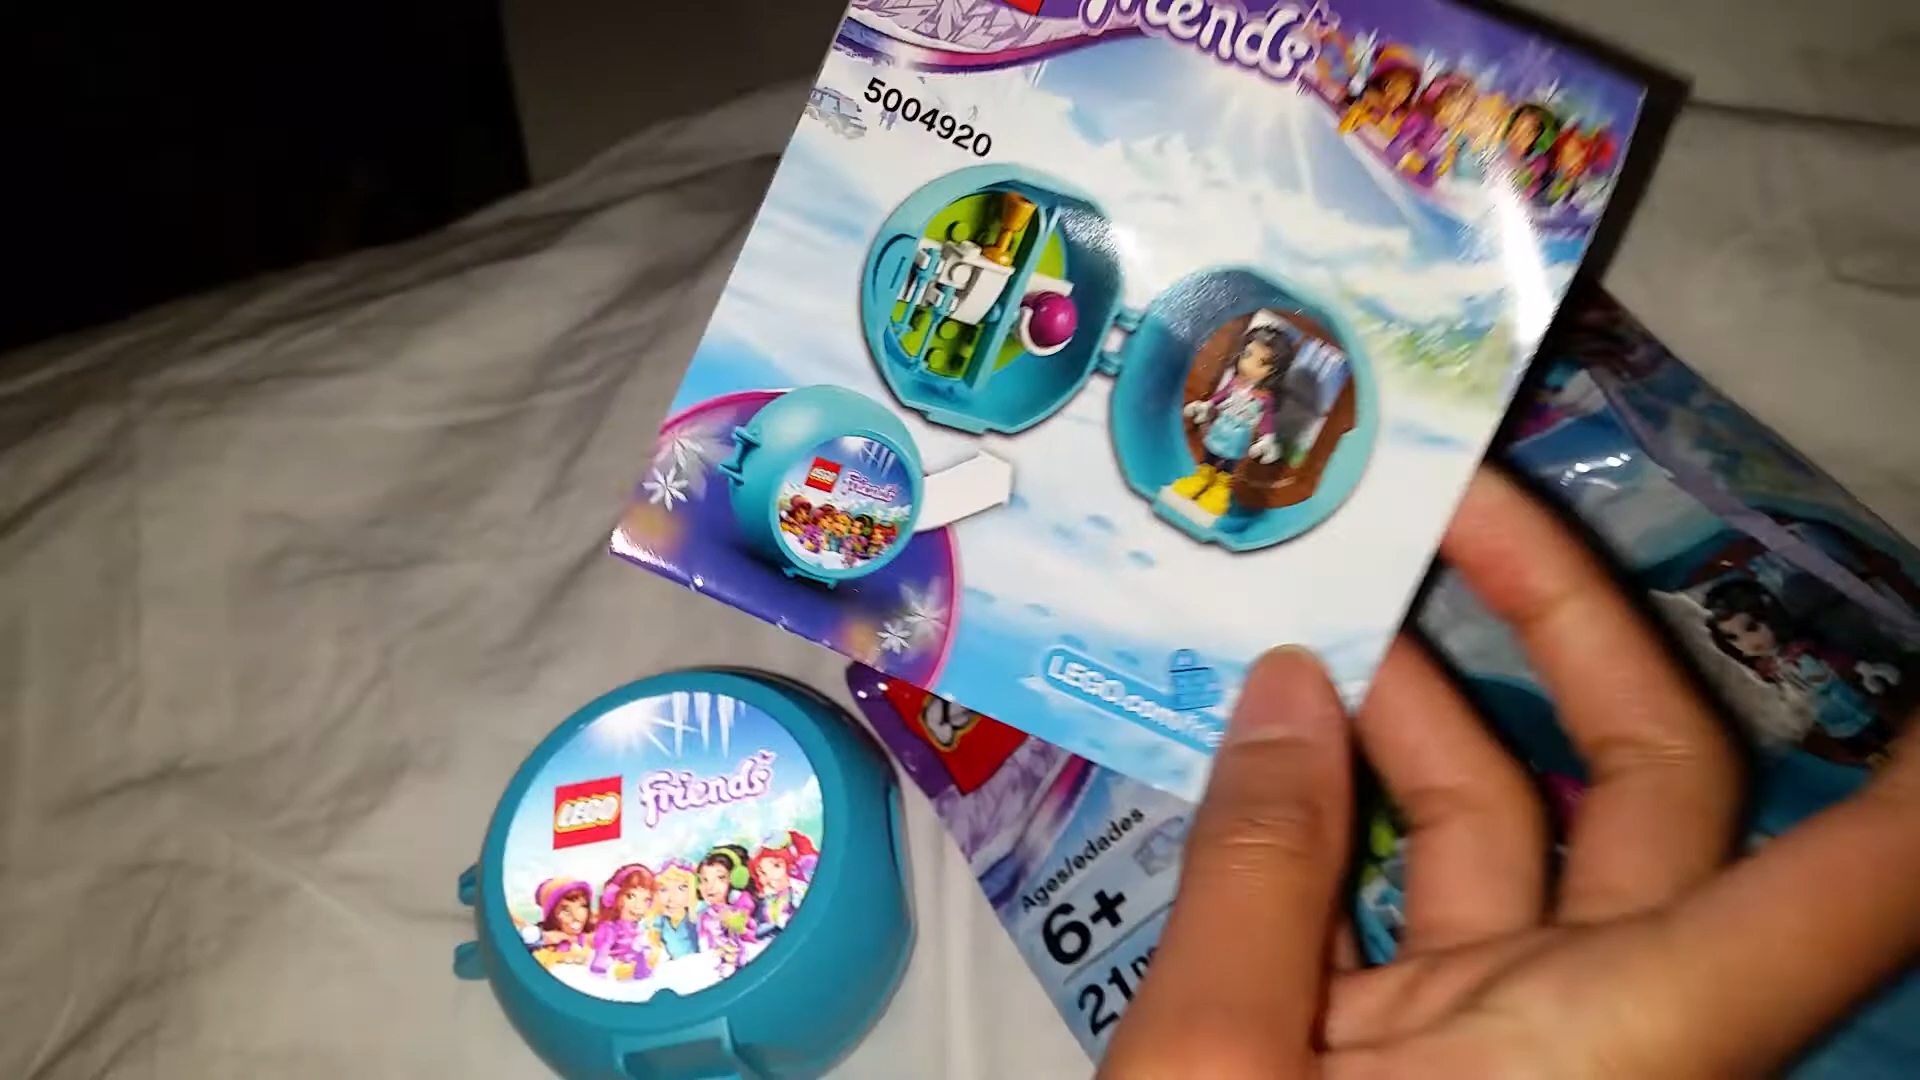 friends
5004920
LEGO
friends
LEGO.com/
LEGO
friends
Ages/edades
6+
21